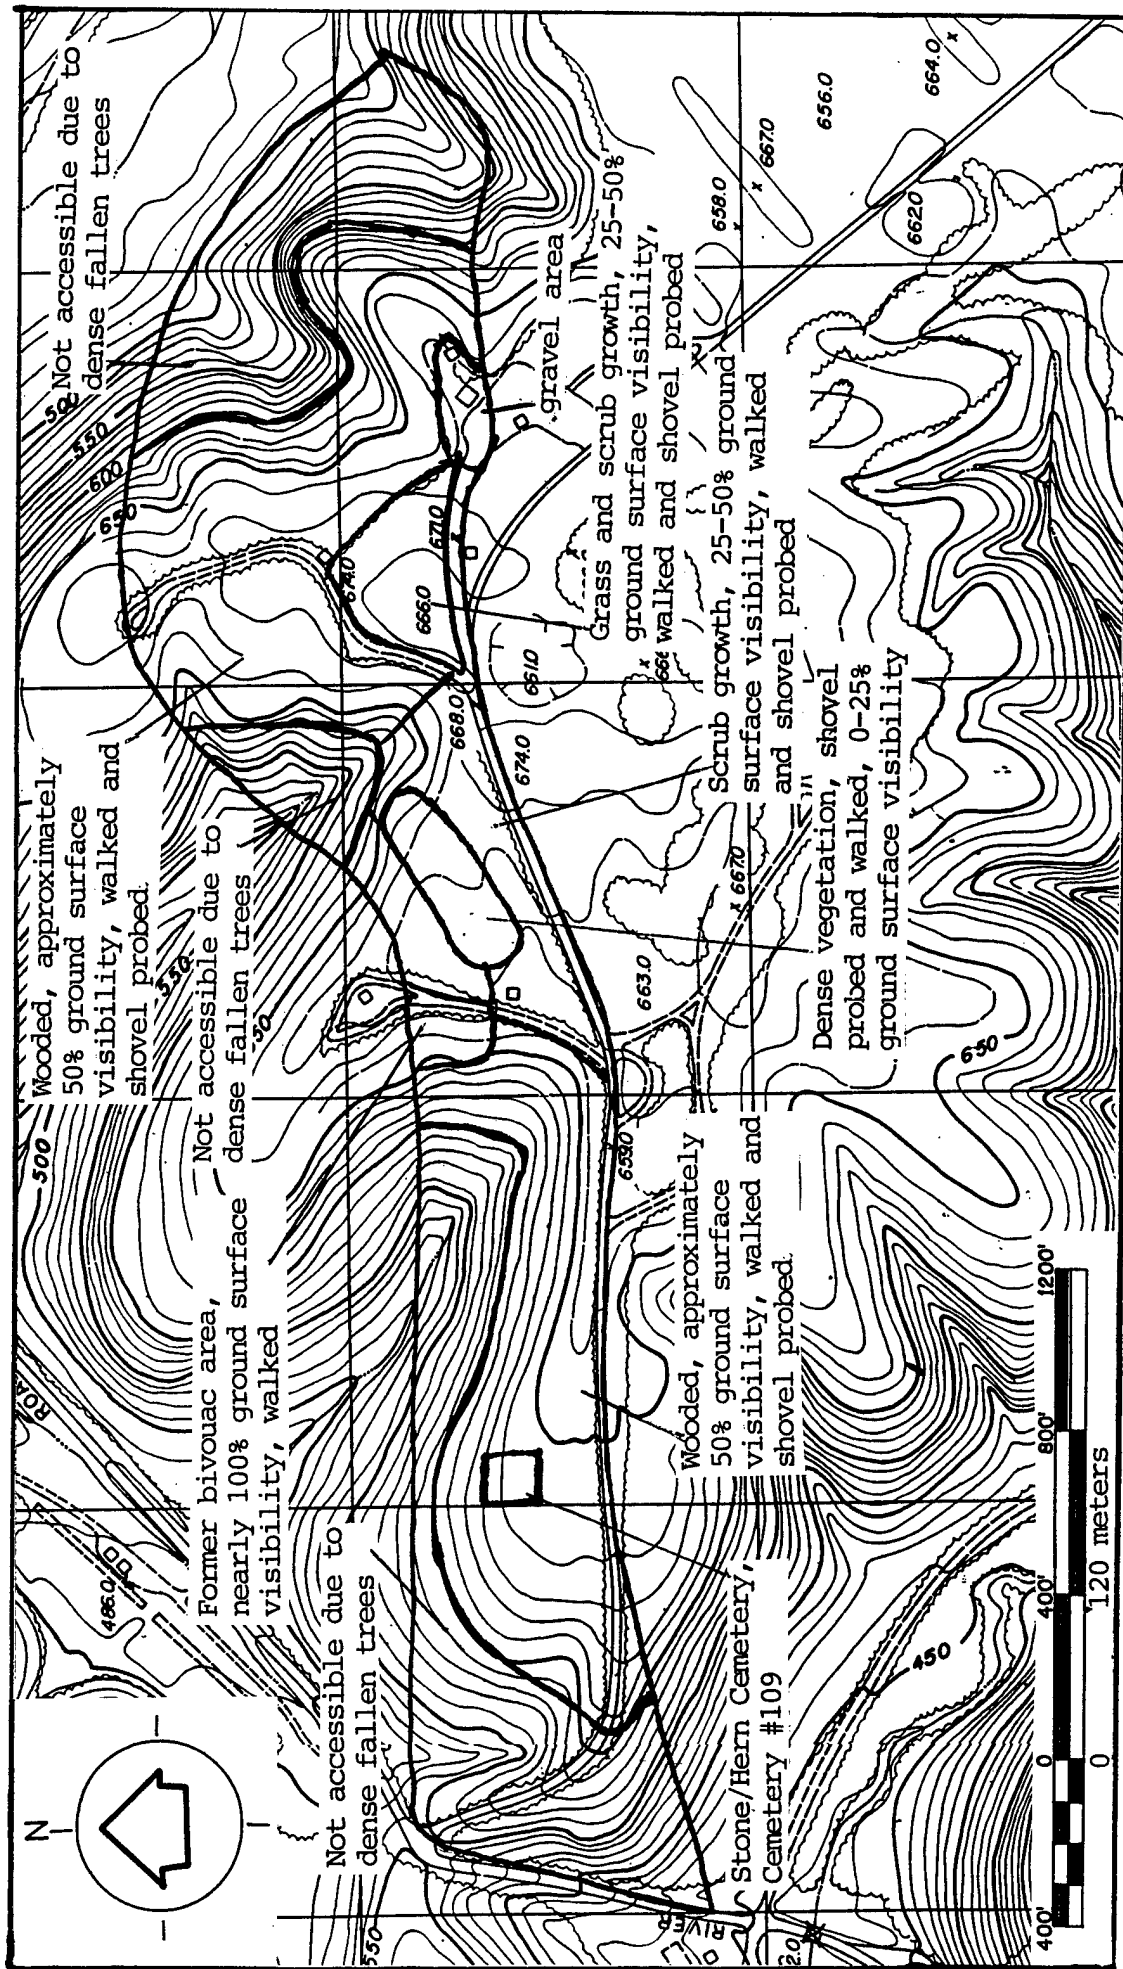 N
Not accessible due to
dense fallen trees
Former bivouac area,
nearly 100% ground surface
visibility, walked
Wooded, approximately
50% ground surface
visibility, walked and
shovel probed
Not accessible due to
dense fallen trees
Not accessible due to
dense fallen trees
gravel area
Grass and scrub growth, 25-50%
ground surface visibility,
walked and shovel probed
Scrub growth, 25-50% ground
surface visibility, walked
and shovel probed
Dense vegetation, shovel
probed and walked, 0-25%
ground surface visibility
Wooded, approximately
50% ground surface
visibility, walked and
shovel probed
Stone/Hern Cemetery,
Cemetery #109
486.0
500
550
550
600
650
674.0
671.0
666.0
668.0
661.0
674.0
663.0
659.0
667.0
658.0
667.0
656.0
664.0
662.0
650
450
550
RIVER
400'
0
400'
800'
1200'
0
120 meters